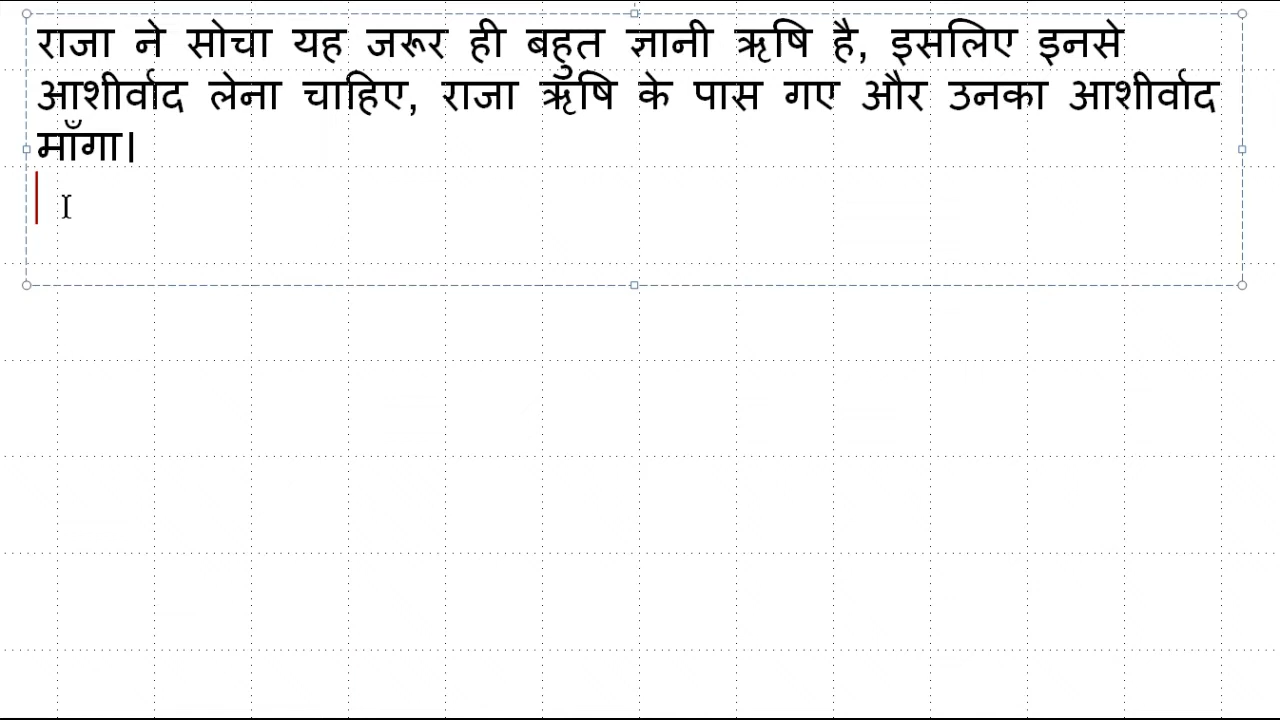 राजा ने सोचा यह जरूर ही बहुत ज्ञानी ऋषि है, इसलिए इनसे
आशीर्वाद लेना चाहिए, राजा ऋषि के पास गए और उनका आशीर्वाद
माँगा।